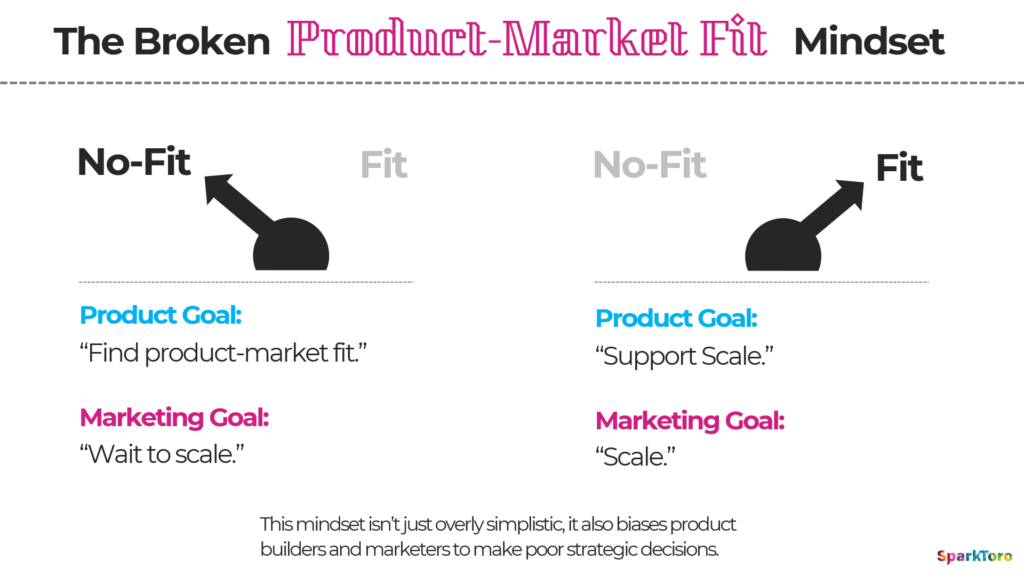 The Broken Product-Market Fit Mindset
No-Fit Fit
Product Goal:
“Find product-market fit.”
Marketing Goal:
“Wait to scale.”
No-Fit Fit
Product Goal:
“Support Scale.”
Marketing Goal:
“Scale.”
This mindset isn’t just overly simplistic, it also biases product
builders and marketers to make poor strategic decisions.
SparkToro